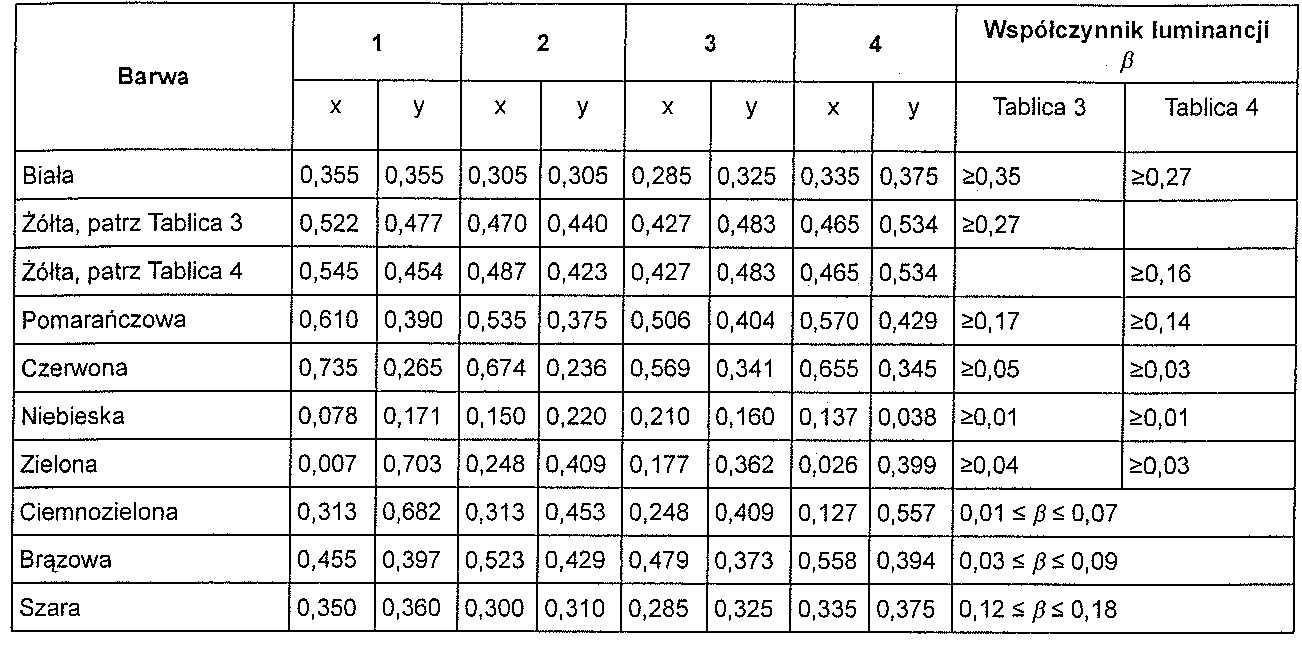 Barwa 1 2 3 4 Współczynnik luminancji β
x y x y x y x y Tablica 3 Tablica 4
Biała 0,355 0,355 0,305 0,305 0,285 0,325 0,335 0,375 ≥0,35 ≥0,27
Żółta, patrz Tablica 3 0,522 0,477 0,470 0,440 0,427 0,483 0,465 0,534 ≥0,27
Żółta, patrz Tablica 4 0,545 0,454 0,487 0,423 0,427 0,483 0,465 0,534 ≥0,16
Pomarańczowa 0,610 0,390 0,535 0,375 0,506 0,404 0,570 0,429 ≥0,17 ≥0,14
Czerwona 0,735 0,265 0,674 0,236 0,569 0,341 0,655 0,345 ≥0,05 ≥0,03
Niebieska 0,078 0,171 0,150 0,220 0,210 0,160 0,137 0,038 ≥0,01 ≥0,01
Zielona 0,007 0,703 0,248 0,409 0,177 0,362 0,026 0,399 ≥0,04 ≥0,03
Ciemnozielona 0,313 0,682 0,313 0,453 0,248 0,409 0,127 0,557 0,01 ≤ β ≤ 0,07
Brązowa 0,455 0,397 0,523 0,429 0,479 0,373 0,558 0,394 0,03 ≤ β ≤ 0,09
Szara 0,350 0,360 0,300 0,310 0,285 0,325 0,335 0,375 0,12 ≤ β ≤ 0,18